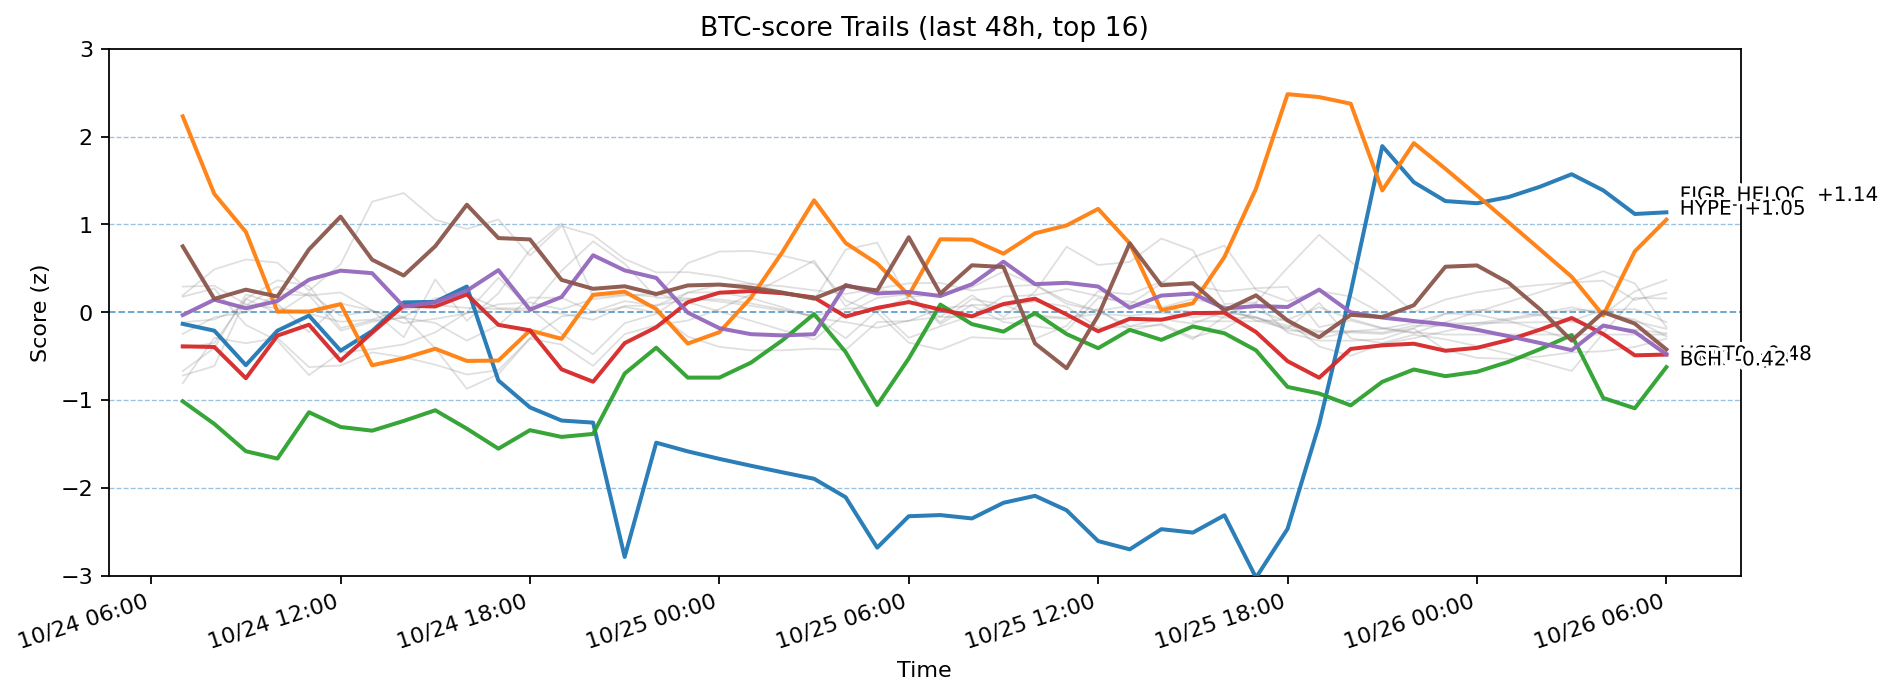 BTC-score Trails (last 48h, top 16)
Score (z)
3
2
1
0
−1
−2
−3
FIGR_HELOC +1.14
HYPE +1.05
BCH -0.42
10/24 06:00
10/24 12:00
10/24 18:00
10/25 00:00
10/25 06:00
10/25 12:00
10/25 18:00
10/26 00:00
10/26 06:00
Time